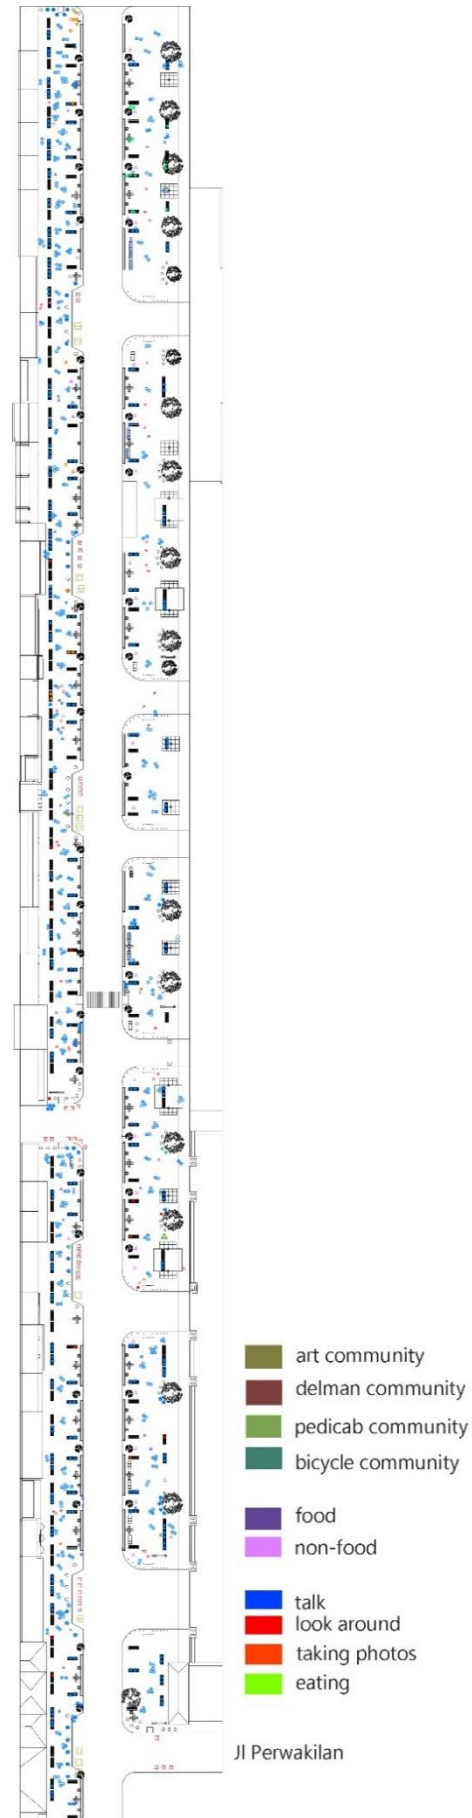 art community
delman community
pedicab community
bicycle community
food
non-food
talk
look around
taking photos
eating
Jl Perwakilan